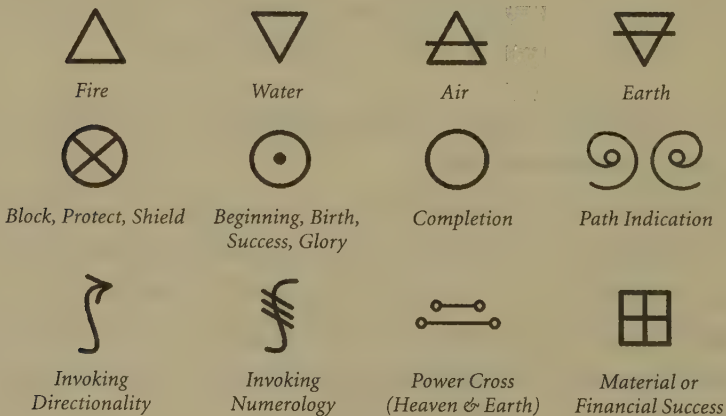 Fire
Water
Air
Earth
Block, Protect, Shield
Beginning, Birth,
Success, Glory
Completion
Path Indication
Invoking
Directionality
Invoking
Numerology
Power Cross
(Heaven & Earth)
Material or
Financial Success